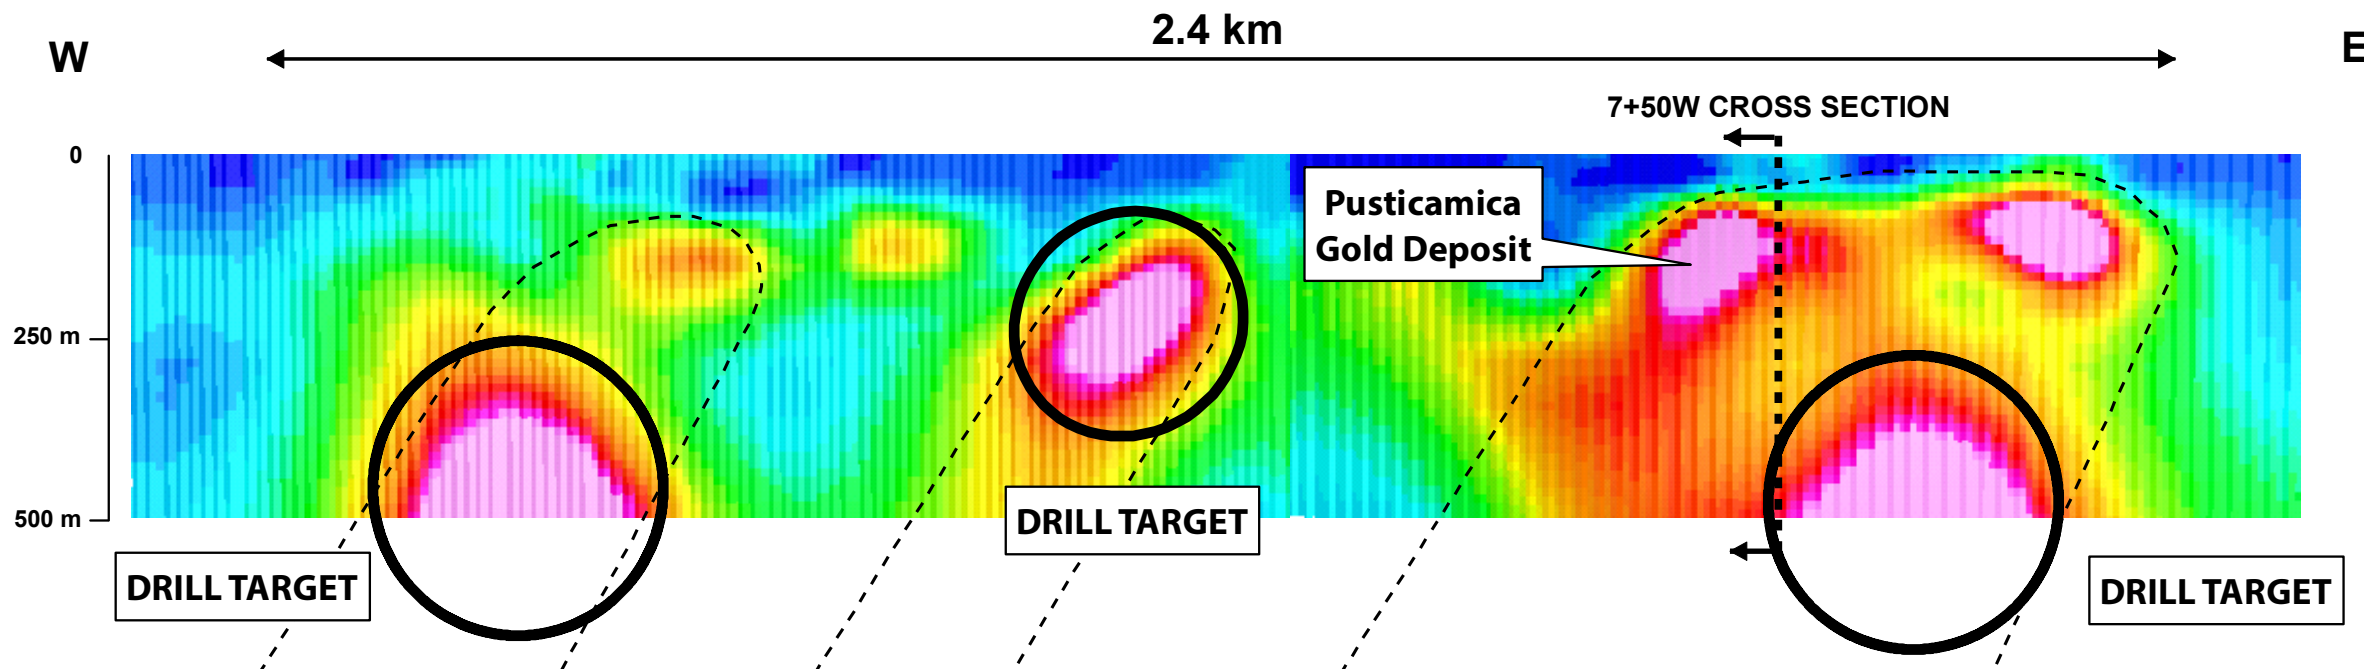 2.4 km
W
E
7+50W CROSS SECTION
0
Pusticamica
Gold Deposit
250 m
500 m
DRILL TARGET
DRILL TARGET
DRILL TARGET